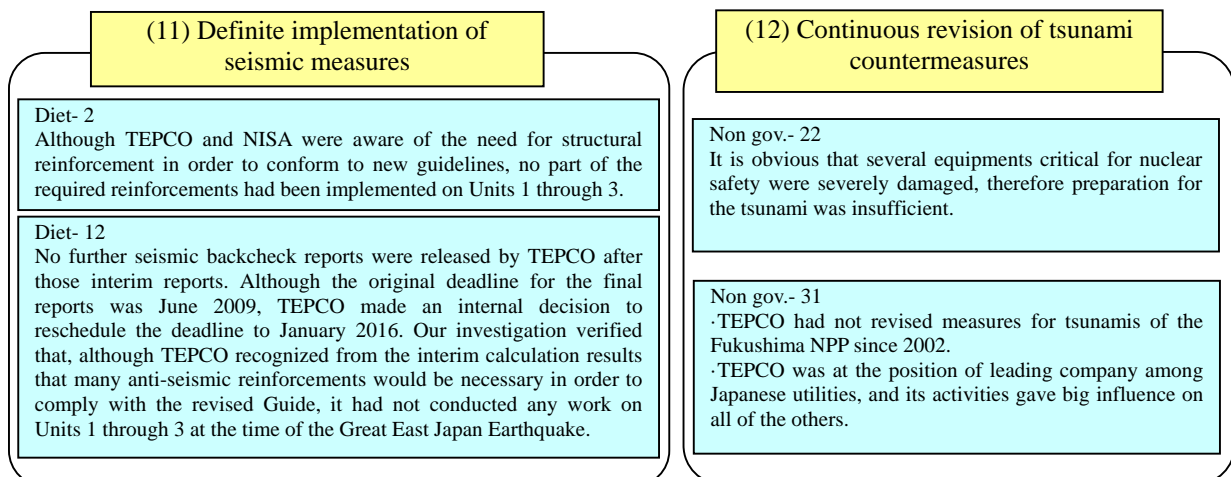 (11) Definite implementation of
seismic measures
Diet- 2
Although TEPCO and NISA were aware of the need for structural
reinforcement in order to conform to new guidelines, no part of the
required reinforcements had been implemented on Units 1 through 3.
Diet- 12
No further seismic backcheck reports were released by TEPCO after
those interim reports. Although the original deadline for the final
reports was June 2009, TEPCO made an internal decision to
reschedule the deadline to January 2016. Our investigation verified
that, although TEPCO recognized from the interim calculation results
that many anti-seismic reinforcements would be necessary in order to
comply with the revised Guide, it had not conducted any work on
Units 1 through 3 at the time of the Great East Japan Earthquake.
(12) Continuous revision of tsunami
countermeasures
Non gov.- 22
It is obvious that several equipments critical for nuclear
safety were severely damaged, therefore preparation for
the tsunami was insufficient.
Non gov.- 31
·TEPCO had not revised measures for tsunamis of the
Fukushima NPP since 2002.
·TEPCO was at the position of leading company among
Japanese utilities, and its activities gave big influence on
all of the others.